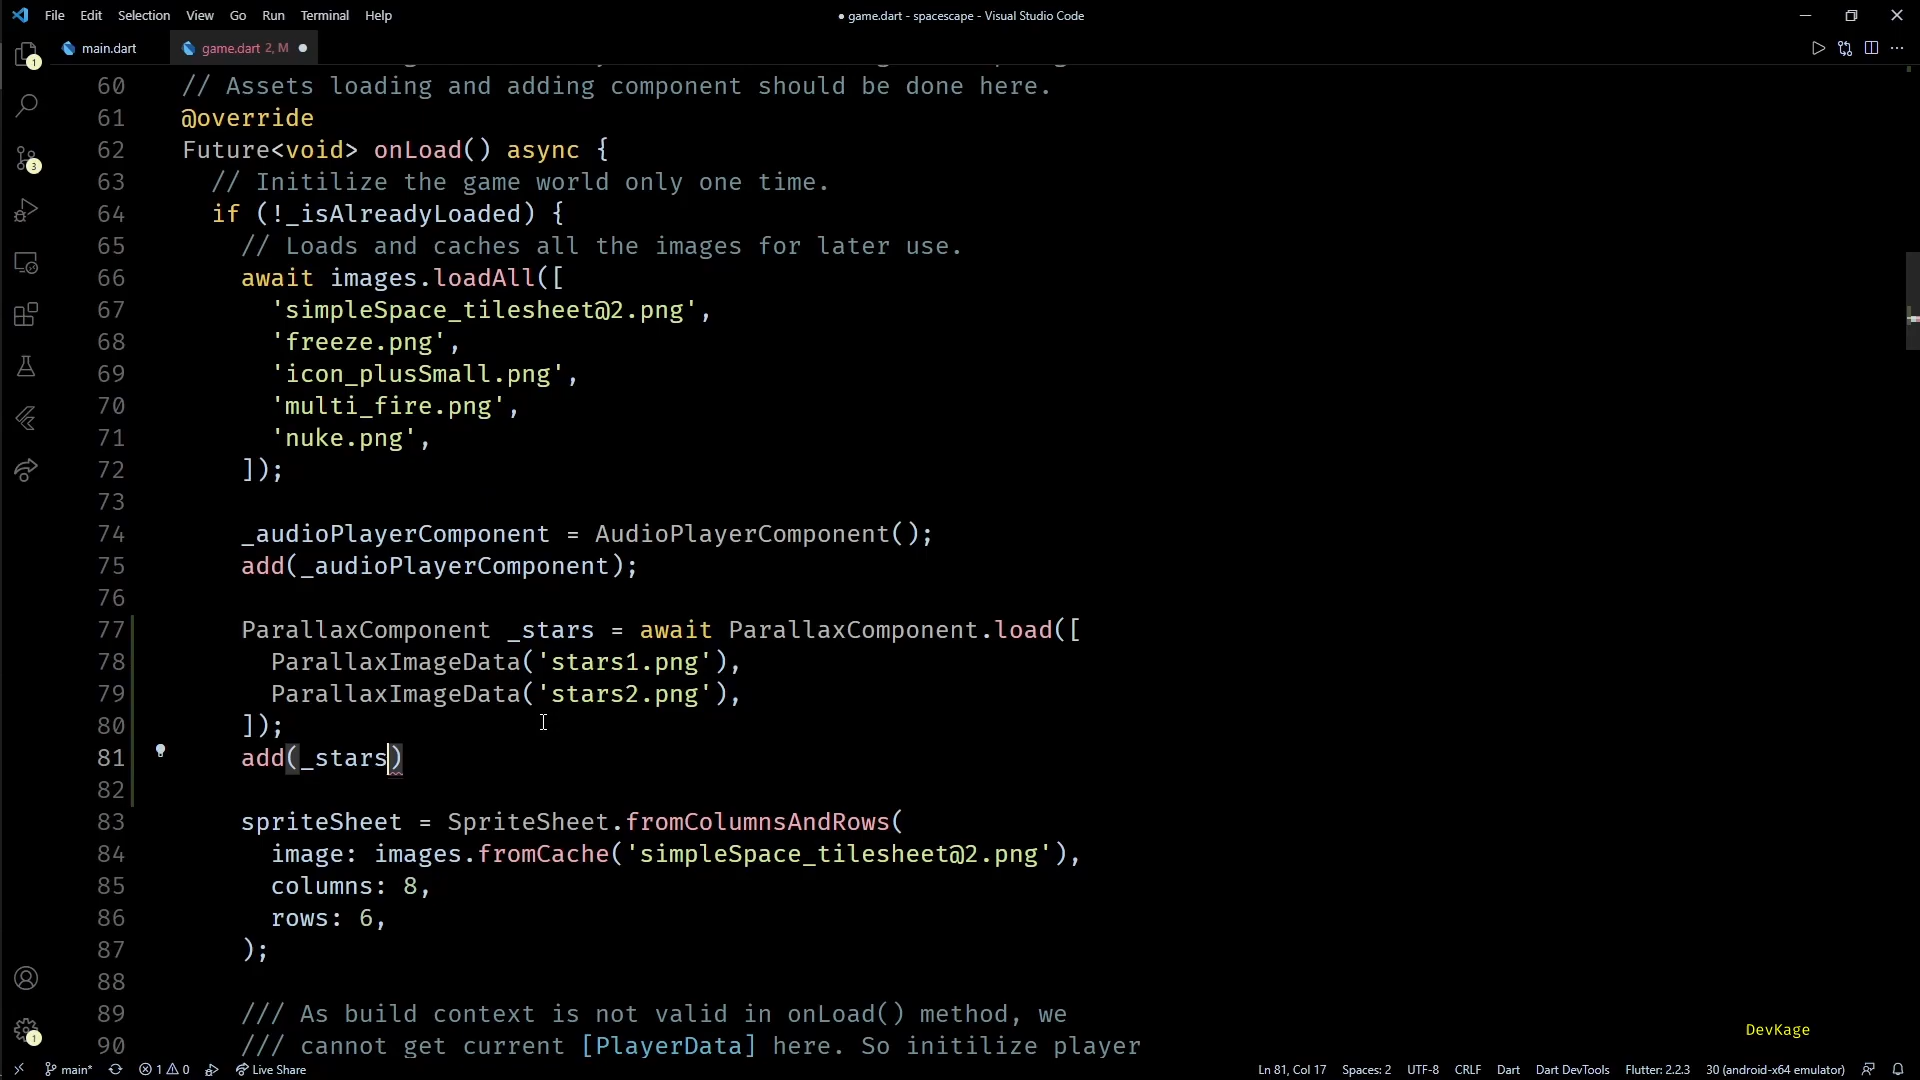 File Edit Selection View Go Run Terminal Help
● game.dart - spacescape - Visual Studio Code
main.dart
game.dart 2, M ●
60 // Assets loading and adding component should be done here.
61 @override
62 Future<void> onLoad() async {
63 // Initilize the game world only one time.
64 if (!_isAlreadyLoaded) {
65 // Loads and caches all the images for later use.
66 await images.loadAll([
67 'simpleSpace_tilesheet@2.png',
68 'freeze.png',
69 'icon_plusSmall.png',
70 'multi_fire.png',
71 'nuke.png',
72 ]);
73
74 _audioPlayerComponent = AudioPlayerComponent();
75 add(_audioPlayerComponent);
76
77 ParallaxComponent _stars = await ParallaxComponent.load([
78 ParallaxImageData('stars1.png'),
79 ParallaxImageData('stars2.png'),
80 ]);
81 add(_stars)
82
83 spriteSheet = SpriteSheet.fromColumnsAndRows(
84 image: images.fromCache('simpleSpace_tilesheet@2.png'),
85 columns: 8,
86 rows: 6,
87 );
88
89 /// As build context is not valid in onLoad() method, we
90 /// cannot get current [PlayerData] here. So initilize player
1
3
1
DevKage
main* 1 0 Live Share Ln 81, Col 17 Spaces: 2 UTF-8 CRLF Dart Dart DevTools Flutter: 2.2.3 30 (android-x64 emulator)